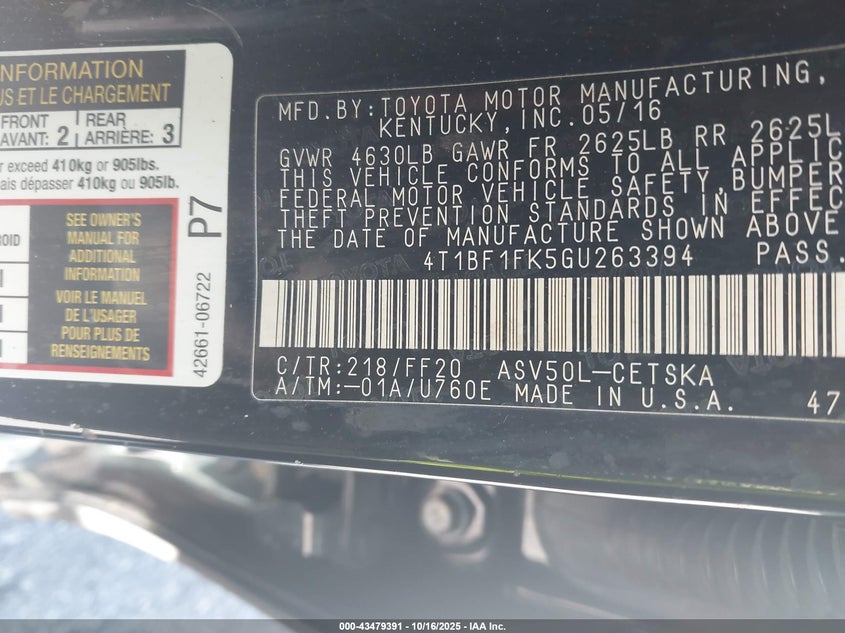 INFORMATION
US ET LE CHARGEMENT
FRONT
AVANT: 2
REAR
ARRIÈRE: 3
exceed 410kg or 905lbs.
ais dépasser 410kg ou 905lb.
SEE OWNER'S
MANUAL FOR
ADDITIONAL
INFORMATION
VOIR LE MANUEL
DE L'USAGER
POUR PLUS DE
RENSEIGNEMENTS
P7
42661-06722
MFD.BY:TOYOTA MOTOR MANUFACTURING,
KENTUCKY,INC.05/16
GVWR 4630LB GAWR FR 2625LB RR 2625L
THIS VEHICLE CONFORMS TO ALL APPLIC
FEDERAL MOTOR VEHICLE SAFETY,BUMPER
THEFT PREVENTION STANDARDS IN EFFEC
THE DATE OF MANUFACTURE SHOWN ABOVE
4T1BF1FK5GU263394 PASS.
C/TR:218/FF20 ASV50L-CETSKA
A/TM:-01A/U760E MADE IN U.S.A. 47
000-43479391 | 10/16/2025 | IAA Inc.